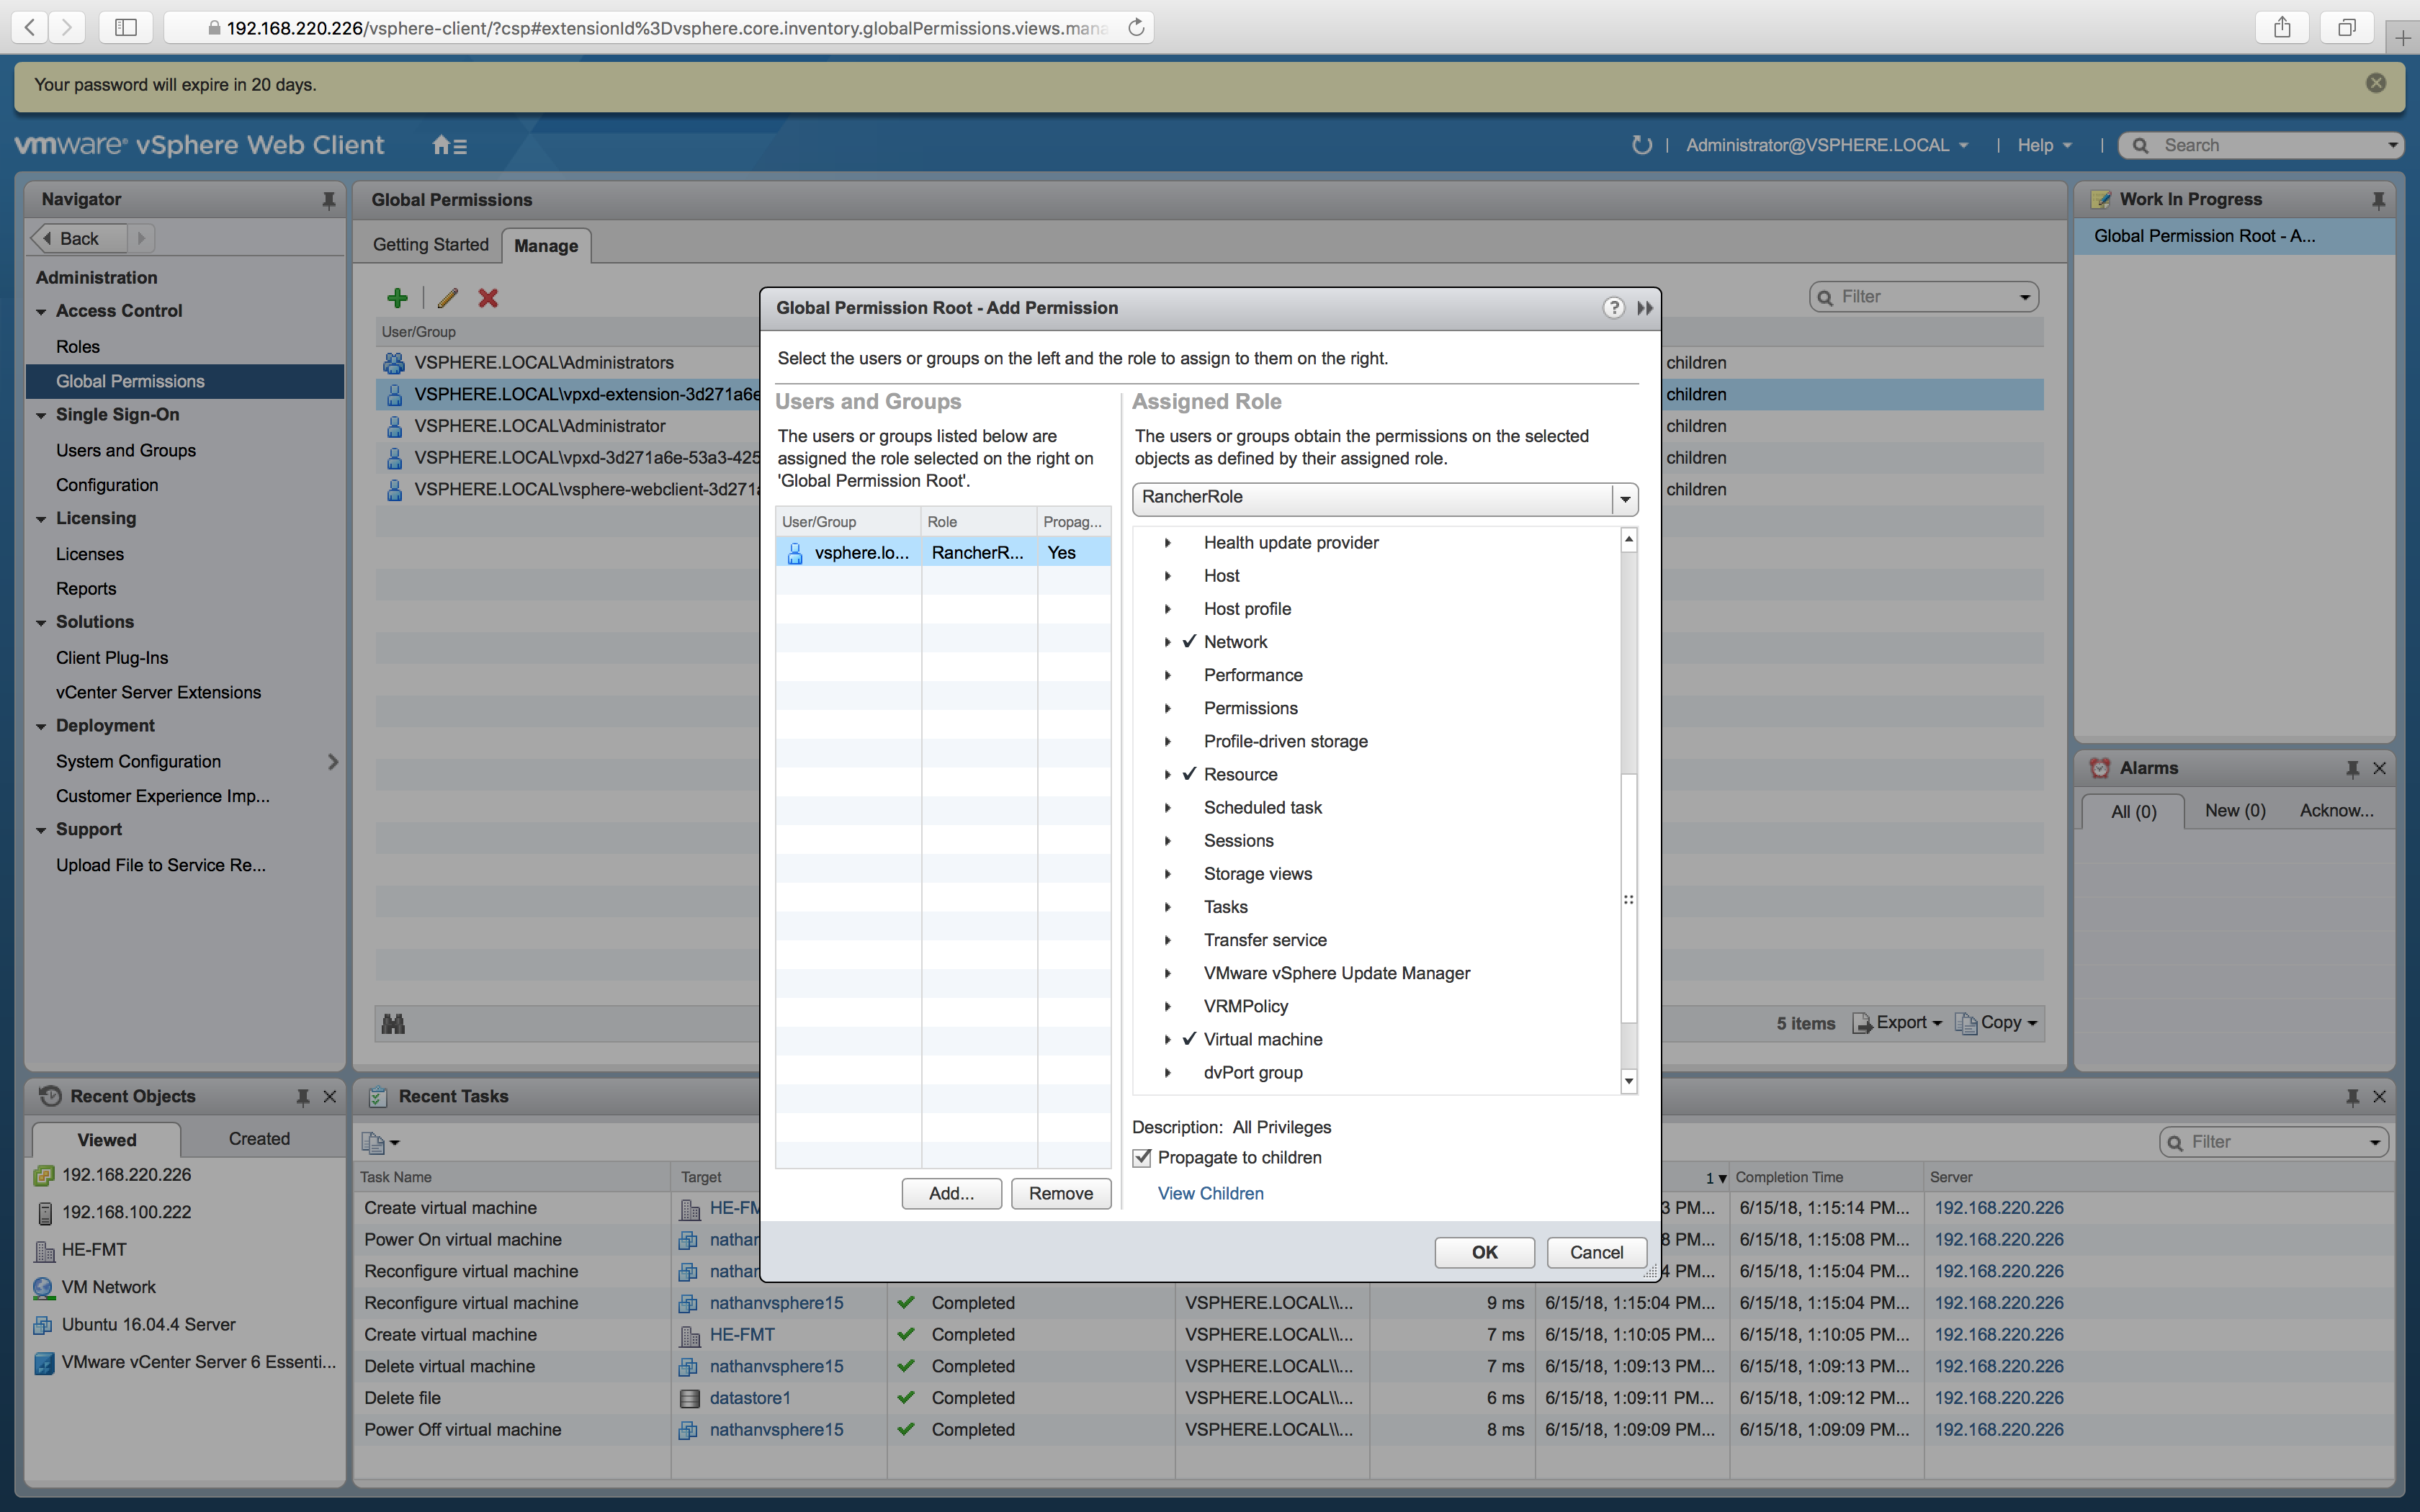 192.168.220.226/vsphere-client/?csp#extensionId%3Dvsphere.core.inventory.globalPermissions.views.mana
Your password will expire in 20 days.
vmware® vSphere Web Client
Administrator@VSPHERE.LOCAL | Help | Search
Navigator
Back
Administration
Access Control
Roles
Global Permissions
Single Sign-On
Users and Groups
Configuration
Licensing
Licenses
Reports
Solutions
Client Plug-Ins
vCenter Server Extensions
Deployment
System Configuration
Customer Experience Imp...
Support
Upload File to Service Re...
Global Permissions
Getting Started Manage
Filter
User/Group
VSPHERE.LOCAL\Administrators children
VSPHERE.LOCAL\vpxd-extension-3d271a6e children
VSPHERE.LOCAL\Administrator children
VSPHERE.LOCAL\vpxd-3d271a6e-53a3-425 children
VSPHERE.LOCAL\vsphere-webclient-3d271a children
5 items Export Copy
Global Permission Root - Add Permission
Select the users or groups on the left and the role to assign to them on the right.
Users and Groups
The users or groups listed below are
assigned the role selected on the right on
'Global Permission Root'.
User/Group Role Propag...
vsphere.lo... RancherR... Yes
Add... Remove
Assigned Role
The users or groups obtain the permissions on the selected
objects as defined by their assigned role.
RancherRole
Health update provider
Host
Host profile
Network
Performance
Permissions
Profile-driven storage
Resource
Scheduled task
Sessions
Storage views
Tasks
Transfer service
VMware vSphere Update Manager
VRMPolicy
Virtual machine
dvPort group
Description: All Privileges
Propagate to children
View Children
OK Cancel
Work In Progress
Global Permission Root - A...
Alarms
All (0) New (0) Acknow...
Recent Objects
Viewed Created
192.168.220.226
192.168.100.222
HE-FMT
VM Network
Ubuntu 16.04.4 Server
VMware vCenter Server 6 Essenti...
Recent Tasks
Filter
Task Name Target 1 Completion Time Server
Create virtual machine HE-FM 3 PM... 6/15/18, 1:15:14 PM... 192.168.220.226
Power On virtual machine nathan 8 PM... 6/15/18, 1:15:08 PM... 192.168.220.226
Reconfigure virtual machine nathan 4 PM... 6/15/18, 1:15:04 PM... 192.168.220.226
Reconfigure virtual machine nathanvsphere15 Completed VSPHERE.LOCAL\\... 9 ms 6/15/18, 1:15:04 PM... 6/15/18, 1:15:04 PM... 192.168.220.226
Create virtual machine HE-FMT Completed VSPHERE.LOCAL\\... 7 ms 6/15/18, 1:10:05 PM... 6/15/18, 1:10:05 PM... 192.168.220.226
Delete virtual machine nathanvsphere15 Completed VSPHERE.LOCAL\\... 7 ms 6/15/18, 1:09:13 PM... 6/15/18, 1:09:13 PM... 192.168.220.226
Delete file datastore1 Completed VSPHERE.LOCAL\\... 6 ms 6/15/18, 1:09:11 PM... 6/15/18, 1:09:12 PM... 192.168.220.226
Power Off virtual machine nathanvsphere15 Completed VSPHERE.LOCAL\\... 8 ms 6/15/18, 1:09:09 PM... 6/15/18, 1:09:09 PM... 192.168.220.226